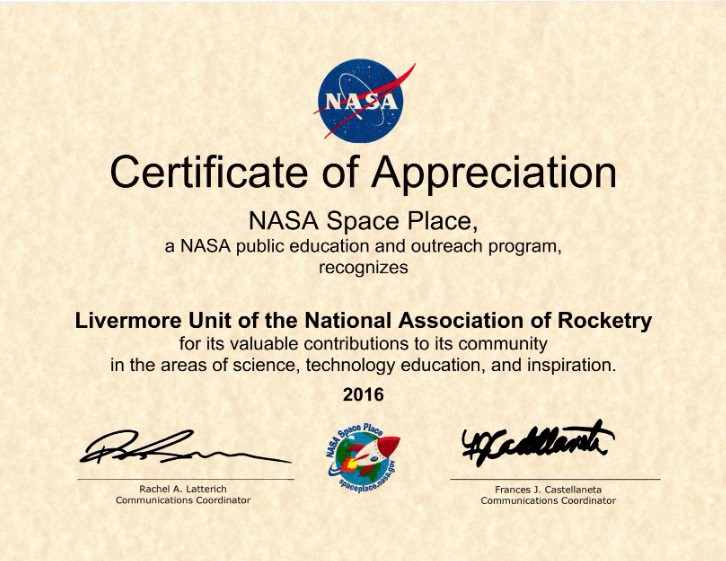 NASA
Certificate of Appreciation
NASA Space Place,
a NASA public education and outreach program,
recognizes
Livermore Unit of the National Association of Rocketry
for its valuable contributions to its community
in the areas of science, technology education, and inspiration.
2016
NASA Space Place
spaceplace.nasa.gov
Rachel A. Latterich
Communications Coordinator
FJCastellaneta
Frances J. Castellaneta
Communications Coordinator